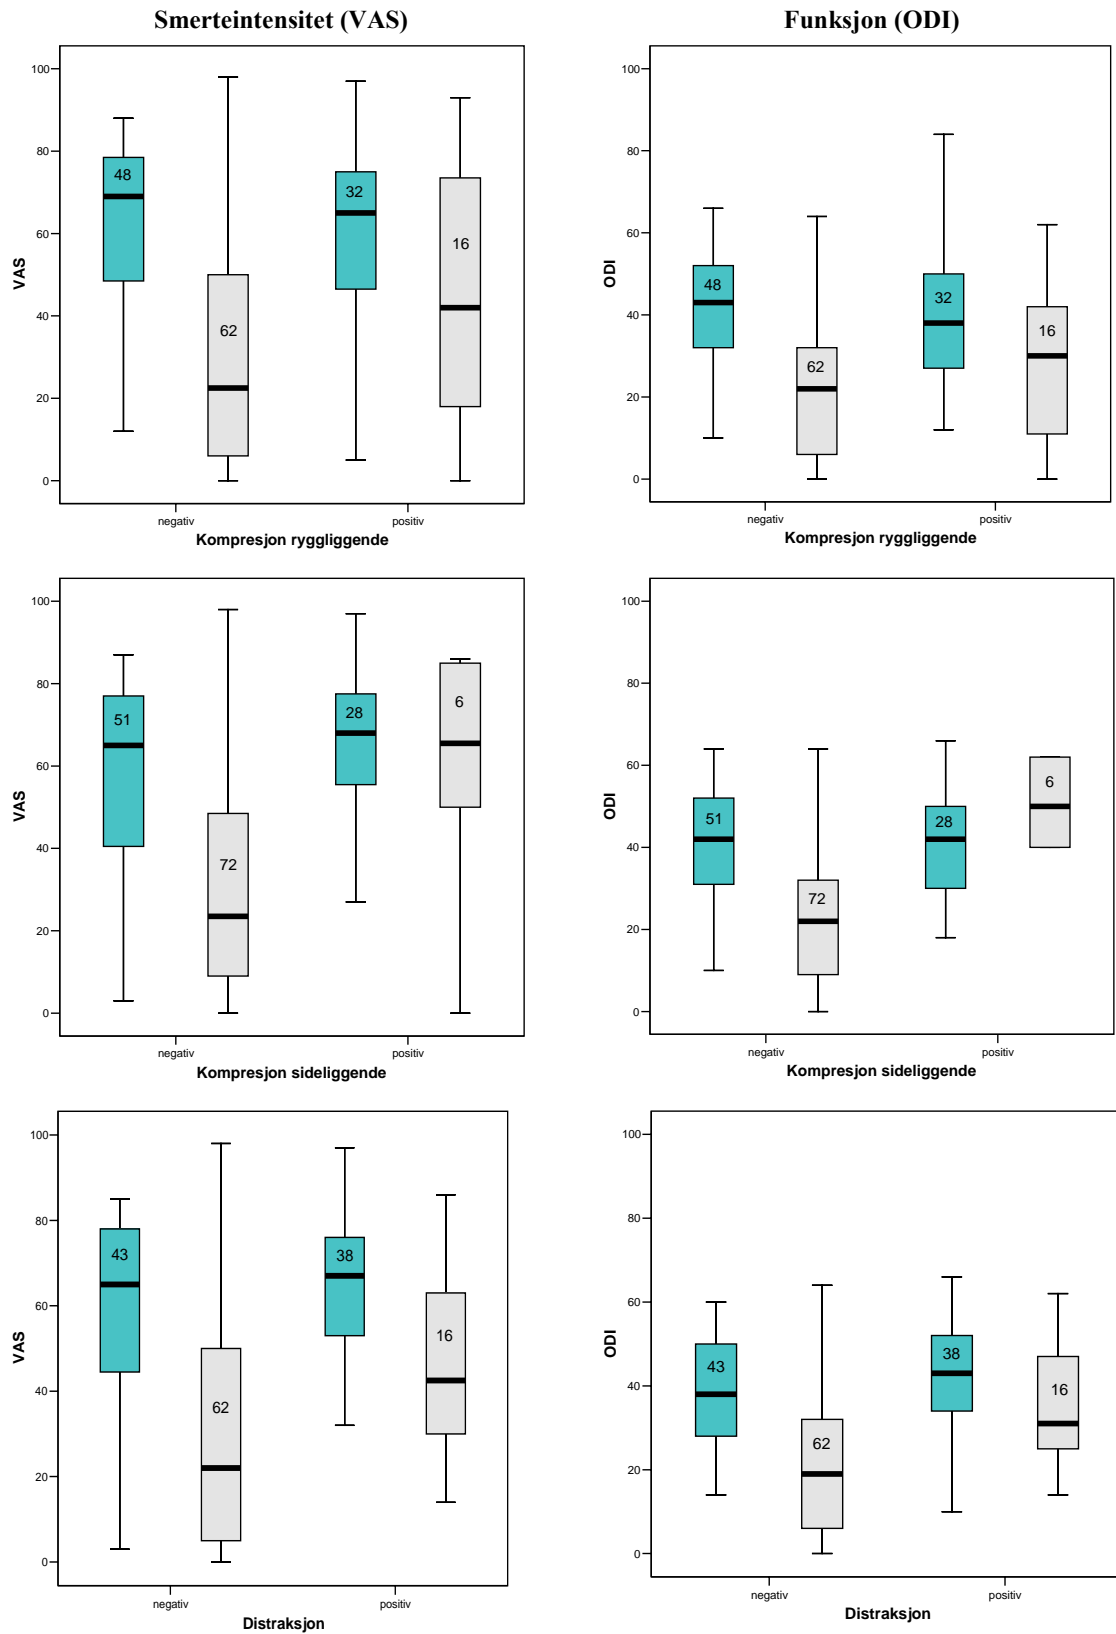 Smerteintensitet (VAS)
Funksjon (ODI)
100
80
60
40
20
0
VAS
48
62
32
16
negativ
positiv
Kompresjon ryggliggende
100
80
60
40
20
0
ODI
48
62
32
16
negativ
positiv
Kompresjon ryggliggende
100
80
60
40
20
0
VAS
51
72
28
6
negativ
positiv
Kompresjon sideliggende
100
80
60
40
20
0
ODI
51
72
28
6
negativ
positiv
Kompresjon sideliggende
100
80
60
40
20
0
VAS
43
62
38
16
negativ
positiv
Distraksjon
100
80
60
40
20
0
ODI
43
62
38
16
negativ
positiv
Distraksjon